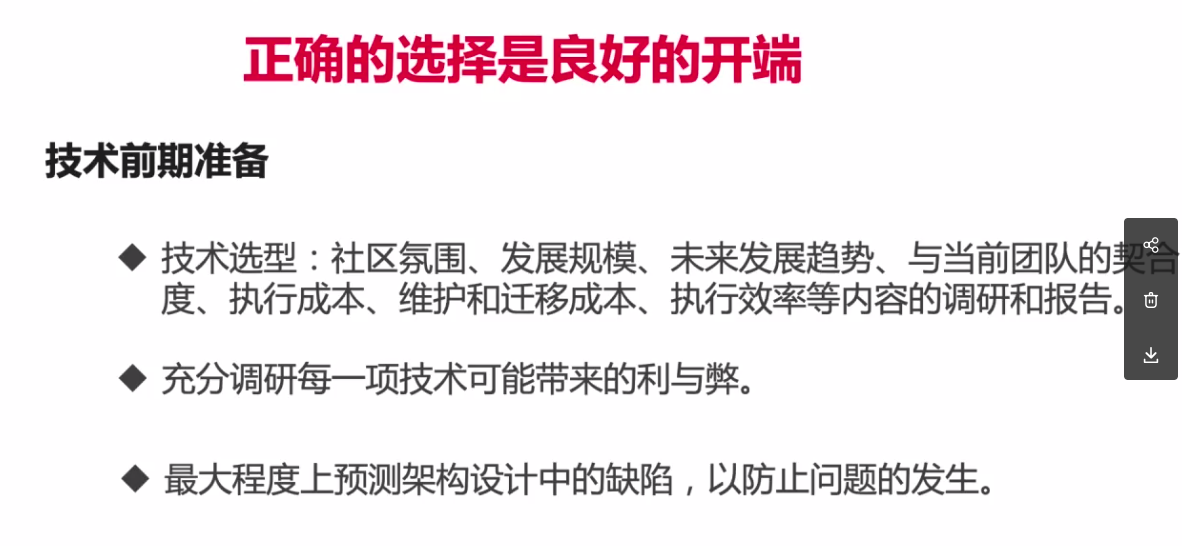 正确的选择是良好的开端
技术前期准备
◆ 技术选型：社区氛围、发展规模、未来发展趋势、与当前团队的契合
度、执行成本、维护和迁移成本、执行效率等内容的调研和报告。
◆ 充分调研每一项技术可能带来的利与弊。
◆ 最大程度上预测架构设计中的缺陷，以防止问题的发生。